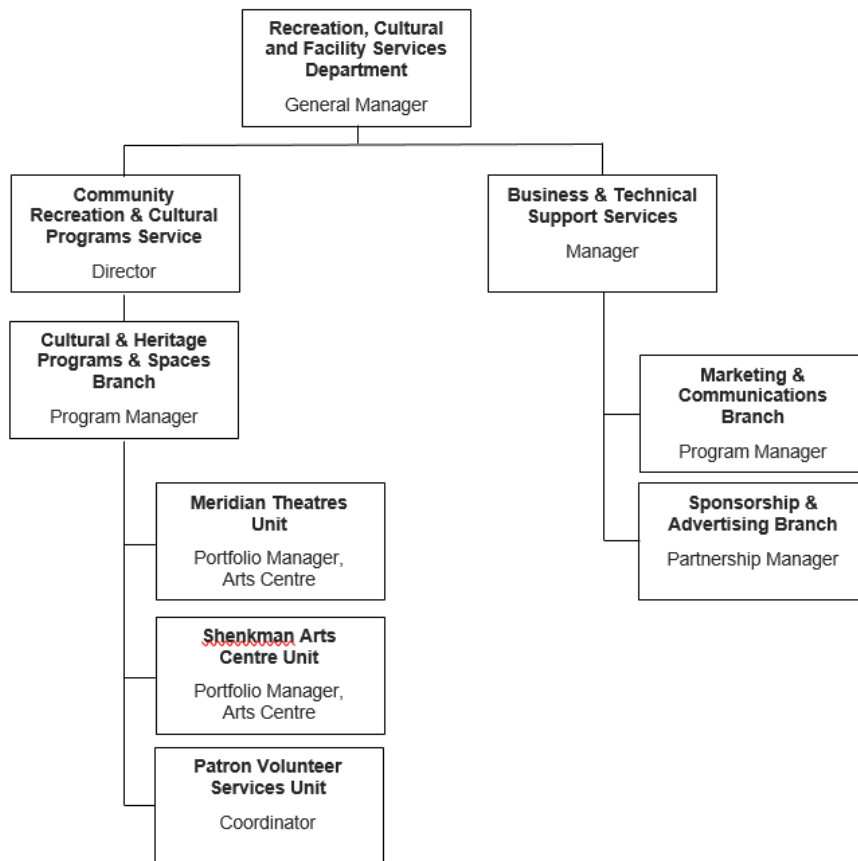 Recreation, Cultural
and Facility Services
Department
General Manager
Community
Recreation & Cultural
Programs Service
Director
Business & Technical
Support Services
Manager
Cultural & Heritage
Programs & Spaces
Branch
Program Manager
Marketing &
Communications
Branch
Program Manager
Meridian Theatres
Unit
Portfolio Manager,
Arts Centre
Sponsorship &
Advertising Branch
Partnership Manager
Shenkman Arts
Centre Unit
Portfolio Manager,
Arts Centre
Patron Volunteer
Services Unit
Coordinator